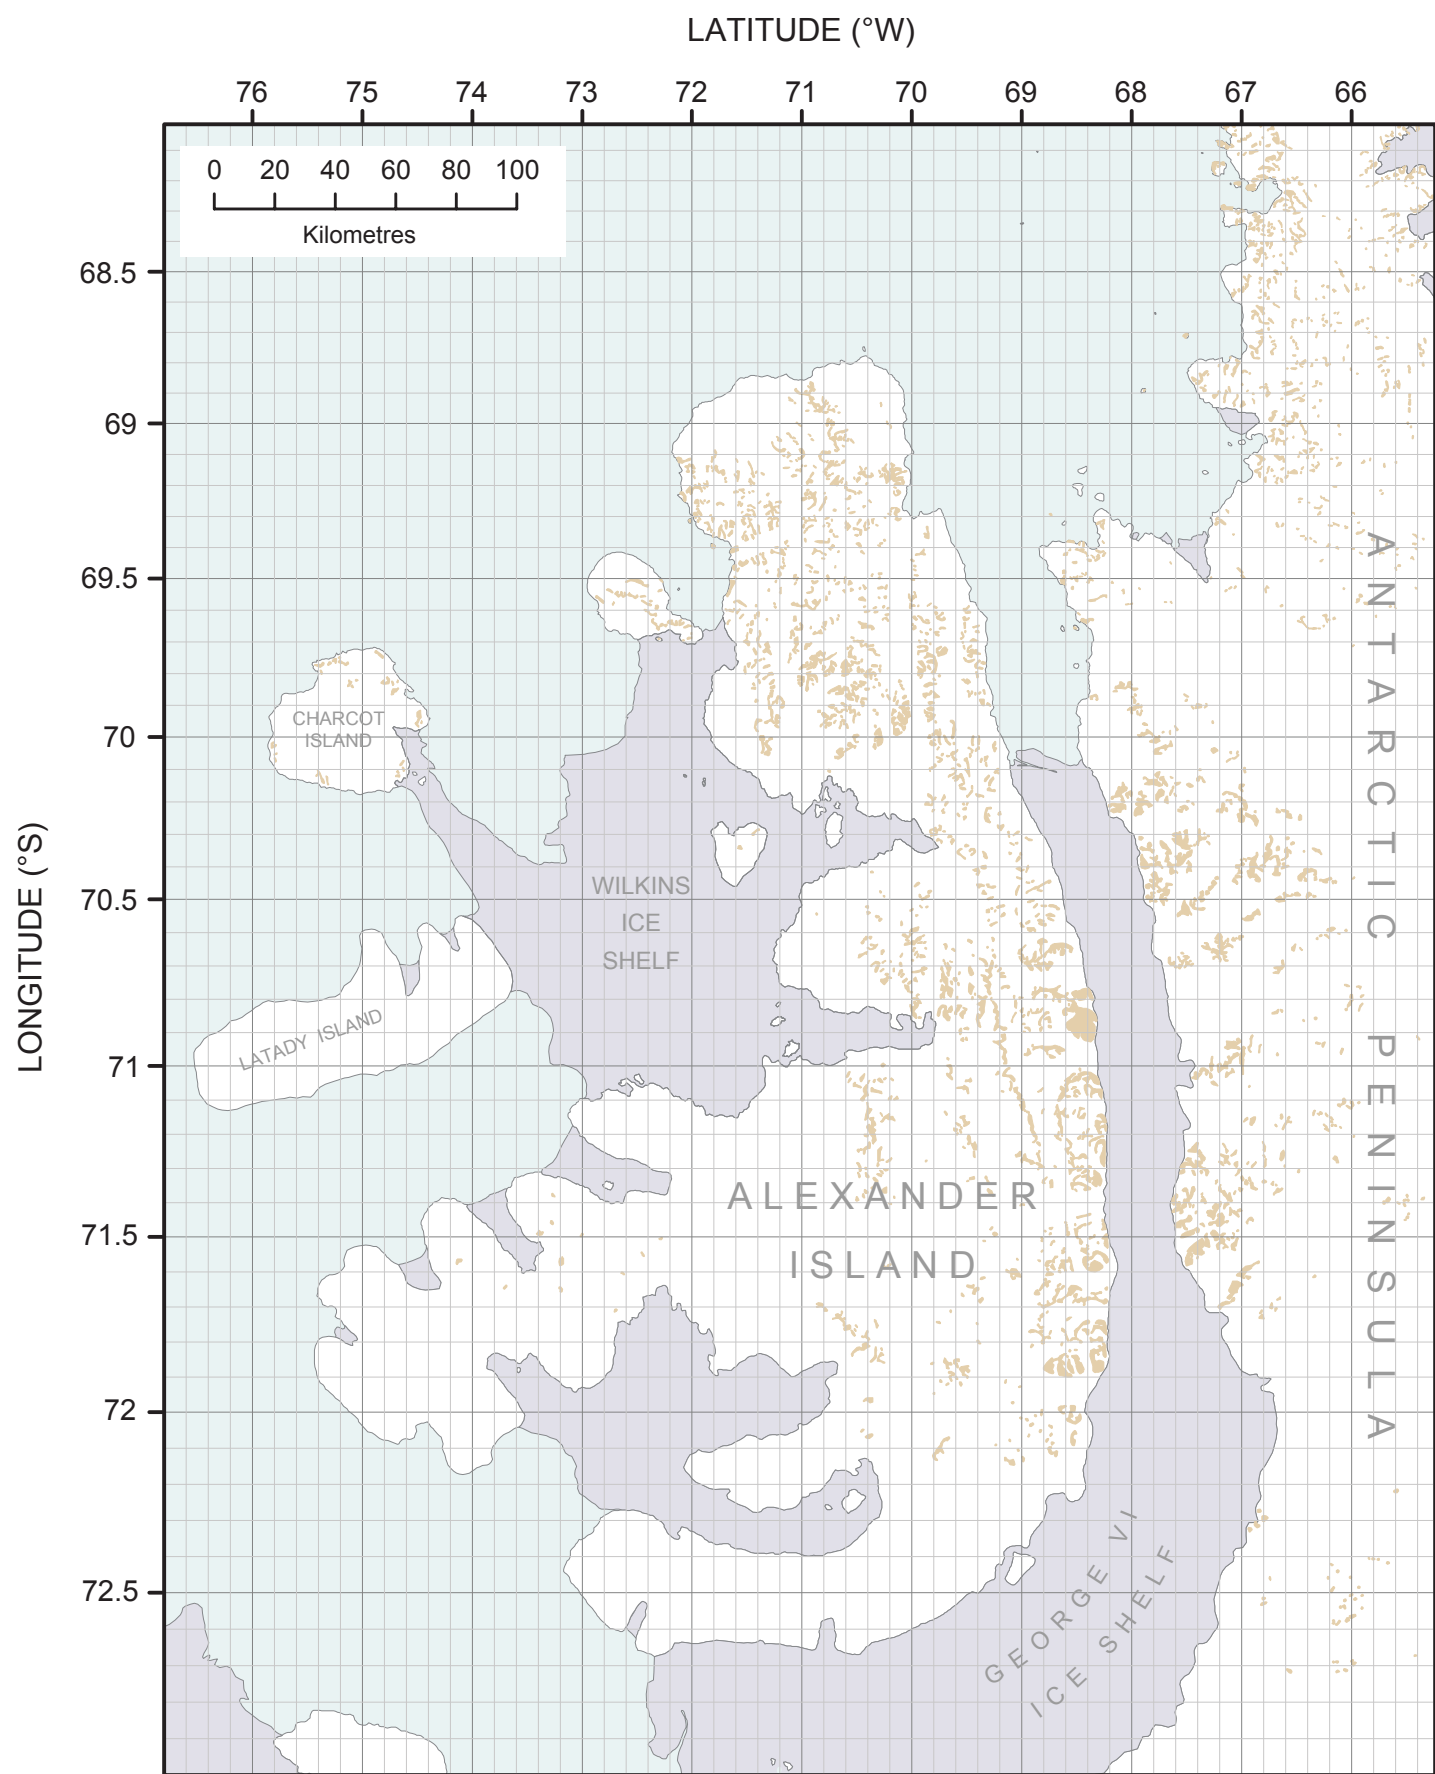 LATITUDE (°W)
76 75 74 73 72 71 70 69 68 67 66
0 20 40 60 80 100
Kilometres
68.5
69
69.5
70
70.5
71
71.5
72
72.5
LONGITUDE (°S)
CHARCOT
ISLAND
WILKINS
ICE
SHELF
LATADY ISLAND
ALEXANDER
ISLAND
GEORGE VI
ICE SHELF
ANTARCTIC PENINSULA